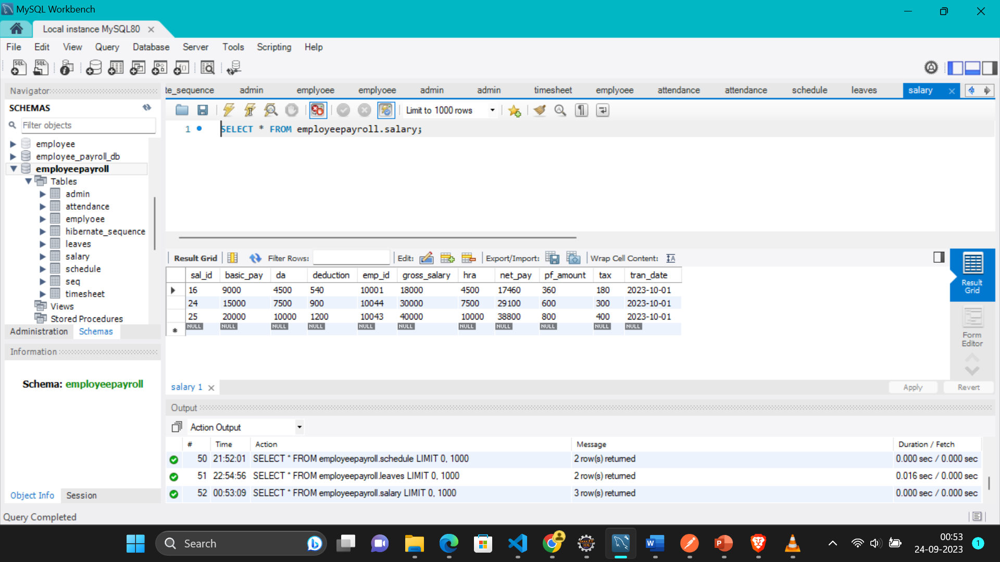 MySQL Workbench
Local instance MySQL80
File Edit View Query Database Server Tools Scripting Help
Navigator
SCHEMAS
Filter objects
employee
employee_payroll_db
employeepayroll
Tables
admin
attendance
emplyoee
hibernate_sequence
leaves
salary
schedule
seq
timesheet
Views
Stored Procedures
Administration Schemas
Information
Schema: employeepayroll
Object Info Session
te_sequence admin emplyoee emplyoee admin admin timesheet emplyoee attendance attendance schedule leaves salary
Limit to 1000 rows
1 SELECT * FROM employeepayroll.salary;
Result Grid Filter Rows: Edit: Export/Import: Wrap Cell Content:
sal_id basic_pay da deduction emp_id gross_salary hra net_pay pf_amount tax tran_date
16 9000 4500 540 10001 18000 4500 17460 360 180 2023-10-01
24 15000 7500 900 10044 30000 7500 29100 600 300 2023-10-01
25 20000 10000 1200 10043 40000 10000 38800 800 400 2023-10-01
NULL NULL NULL NULL NULL NULL NULL NULL NULL NULL NULL
Result
Grid
Form
Editor
salary 1
Apply Revert
Output
Action Output
# Time Action Message Duration / Fetch
50 21:52:01 SELECT * FROM employeepayroll.schedule LIMIT 0, 1000 2 row(s) returned 0.000 sec / 0.000 sec
51 22:54:56 SELECT * FROM employeepayroll.leaves LIMIT 0, 1000 2 row(s) returned 0.016 sec / 0.000 sec
52 00:53:09 SELECT * FROM employeepayroll.salary LIMIT 0, 1000 3 row(s) returned 0.000 sec / 0.000 sec
Query Completed
Search
00:53
24-09-2023
1